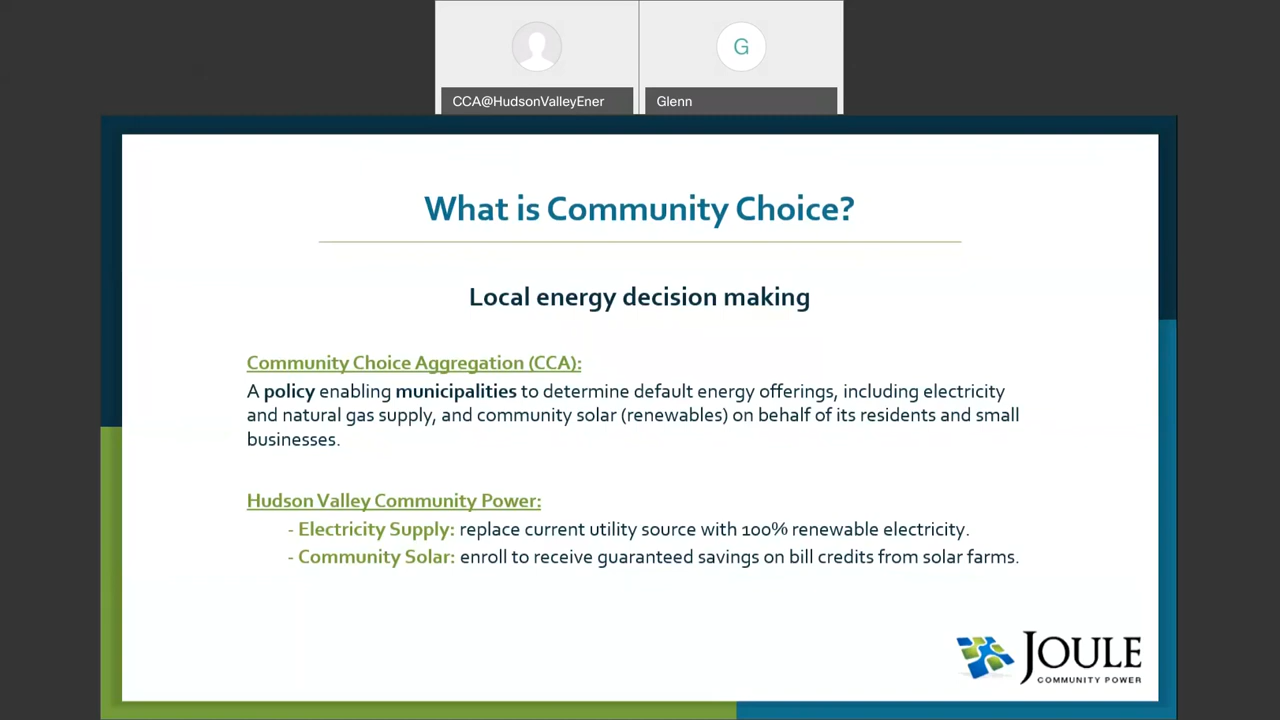 G
CCA@HudsonValleyEner
Glenn
What is Community Choice?
Local energy decision making
Community Choice Aggregation (CCA):
A policy enabling municipalities to determine default energy offerings, including electricity
and natural gas supply, and community solar (renewables) on behalf of its residents and small
businesses.
Hudson Valley Community Power:
- Electricity Supply: replace current utility source with 100% renewable electricity.
- Community Solar: enroll to receive guaranteed savings on bill credits from solar farms.
JOULE
COMMUNITY POWER